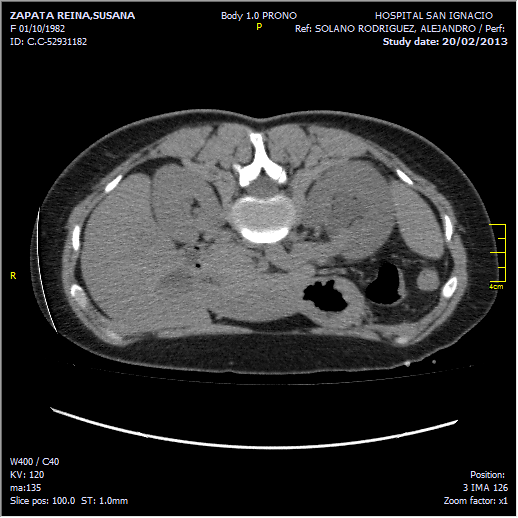 ZAPATA REINA,SUSANA
F 01/10/1982
ID: C.C-52931182
Body 1.0 PRONO
P
HOSPITAL SAN IGNACIO
Ref: SOLANO RODRIGUEZ, ALEJANDRO / Perf:
Study date: 20/02/2013
R
4cm
W400 / C40
KV: 120
ma:135
Slice pos: 100.0 ST: 1.0mm
Position:
3 IMA 126
Zoom factor: x1